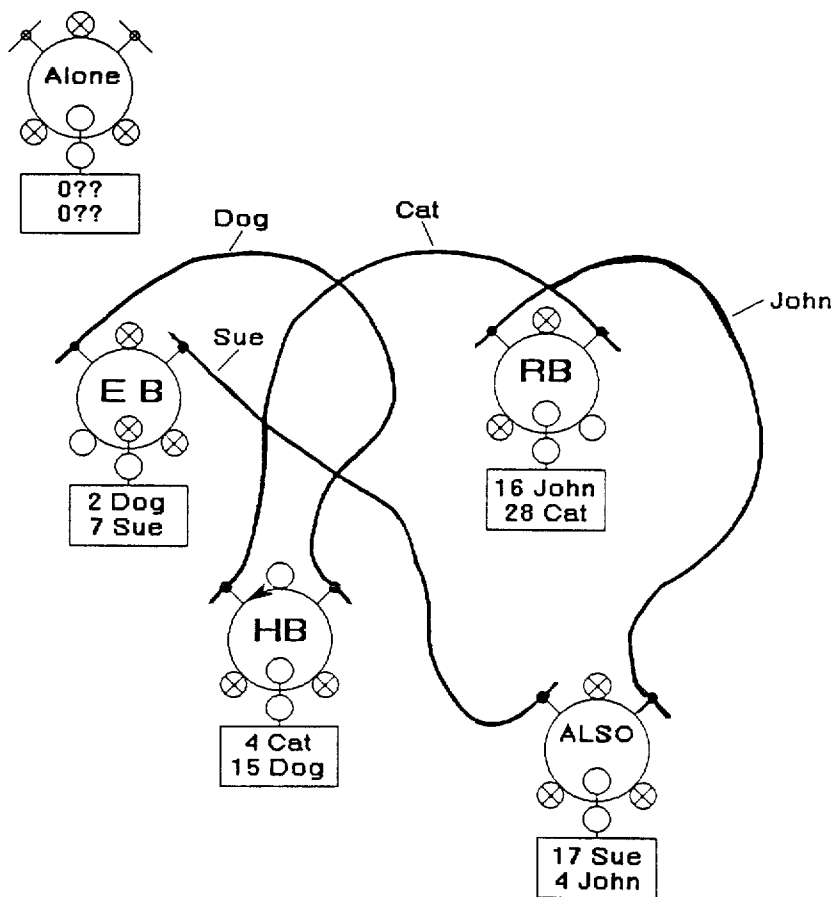 Alone
0??
0??
Dog
Cat
John
Sue
E B
RB
2 Dog
7 Sue
16 John
28 Cat
HB
4 Cat
15 Dog
ALSO
17 Sue
4 John